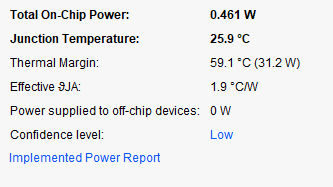 Total On-Chip Power: 0.461 W
Junction Temperature: 25.9 °C
Thermal Margin: 59.1 °C (31.2 W)
Effective ϑJA: 1.9 °C/W
Power supplied to off-chip devices: 0 W
Confidence level: Low
Implemented Power Report